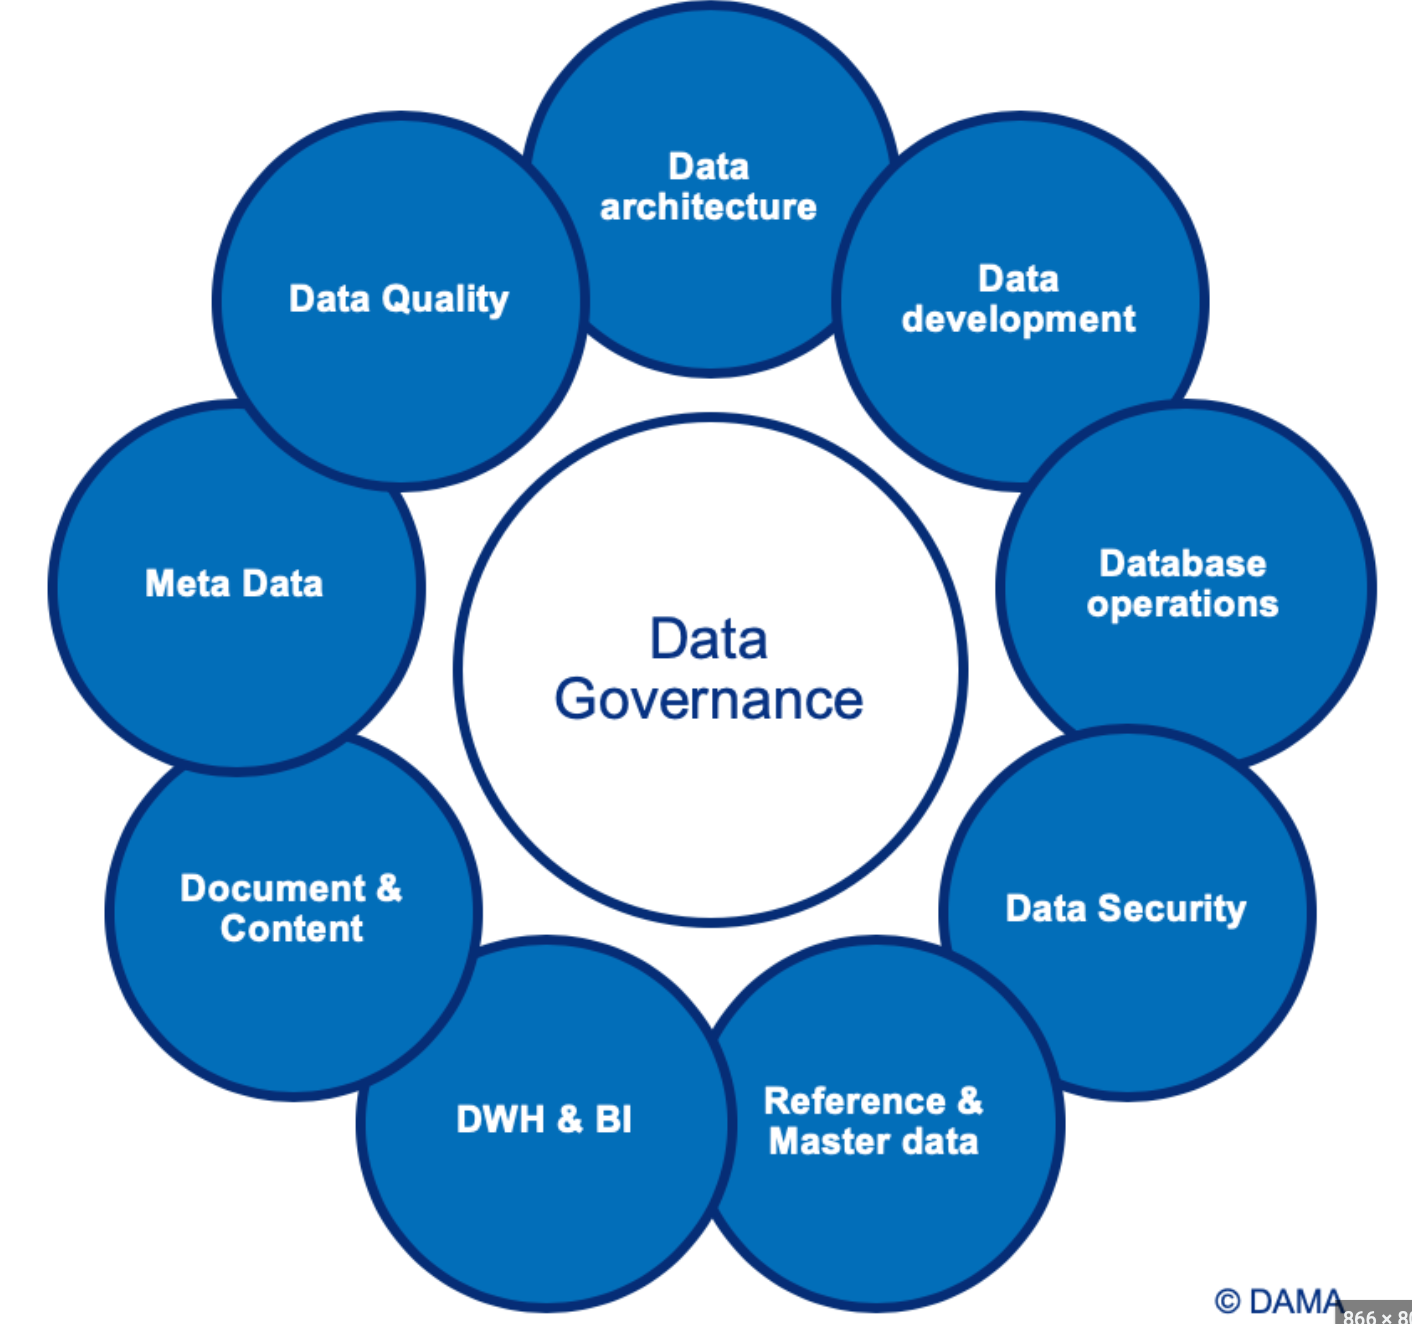 Data
architecture
Data
development
Data Quality
Database
operations
Meta Data
Data
Governance
Data Security
Document &
Content
Reference &
Master data
DWH & BI
© DAMA
866 ×